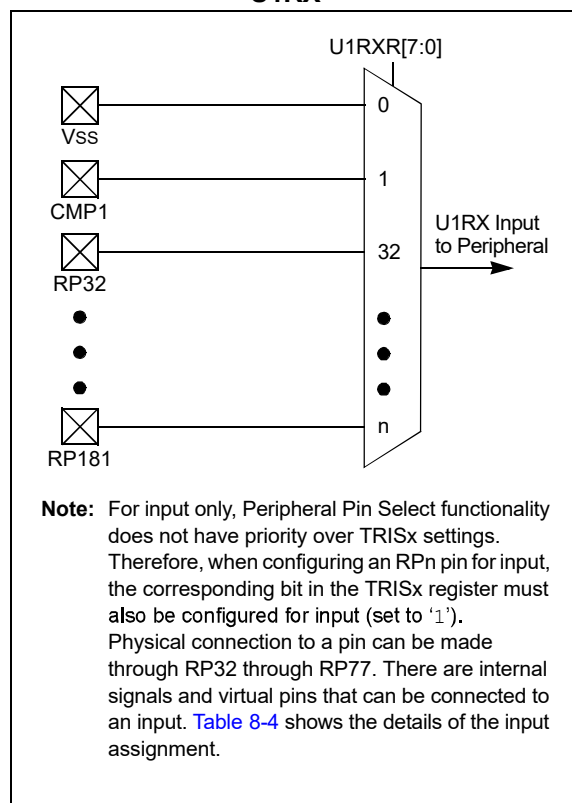 U1RX
U1RXR[7:0]
0
Vss
1
CMP1
U1RX Input
to Peripheral
32
RP32
n
RP181
Note: For input only, Peripheral Pin Select functionality
does not have priority over TRISx settings.
Therefore, when configuring an RPn pin for input,
the corresponding bit in the TRISx register must
also be configured for input (set to ‘1’).
Physical connection to a pin can be made
through RP32 through RP77. There are internal
signals and virtual pins that can be connected to
an input. Table 8-4 shows the details of the input
assignment.